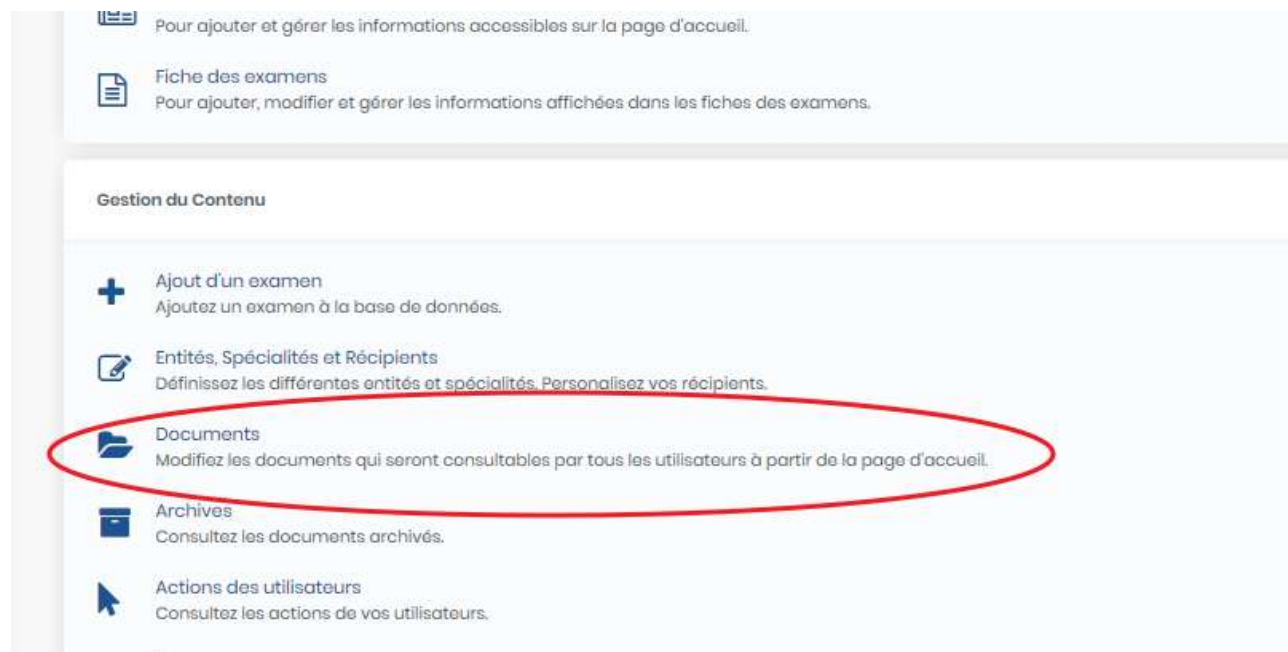 Pour ajouter et gérer les informations accessibles sur la page d'accueil.
Fiche des examens
Pour ajouter, modifier et gérer les informations affichées dans les fiches des examens.
Gestion du Contenu
Ajout d'un examen
Ajoutez un examen à la base de données.
Entités, Spécialités et Récipients
Définissez les différentes entités et spécialités. Personalisez vos récipients.
Documents
Modifiez les documents qui seront consultables par tous les utilisateurs à partir de la page d'accueil.
Archives
Consultez les documents archivés.
Actions des utilisateurs
Consultez les actions de vos utilisateurs.